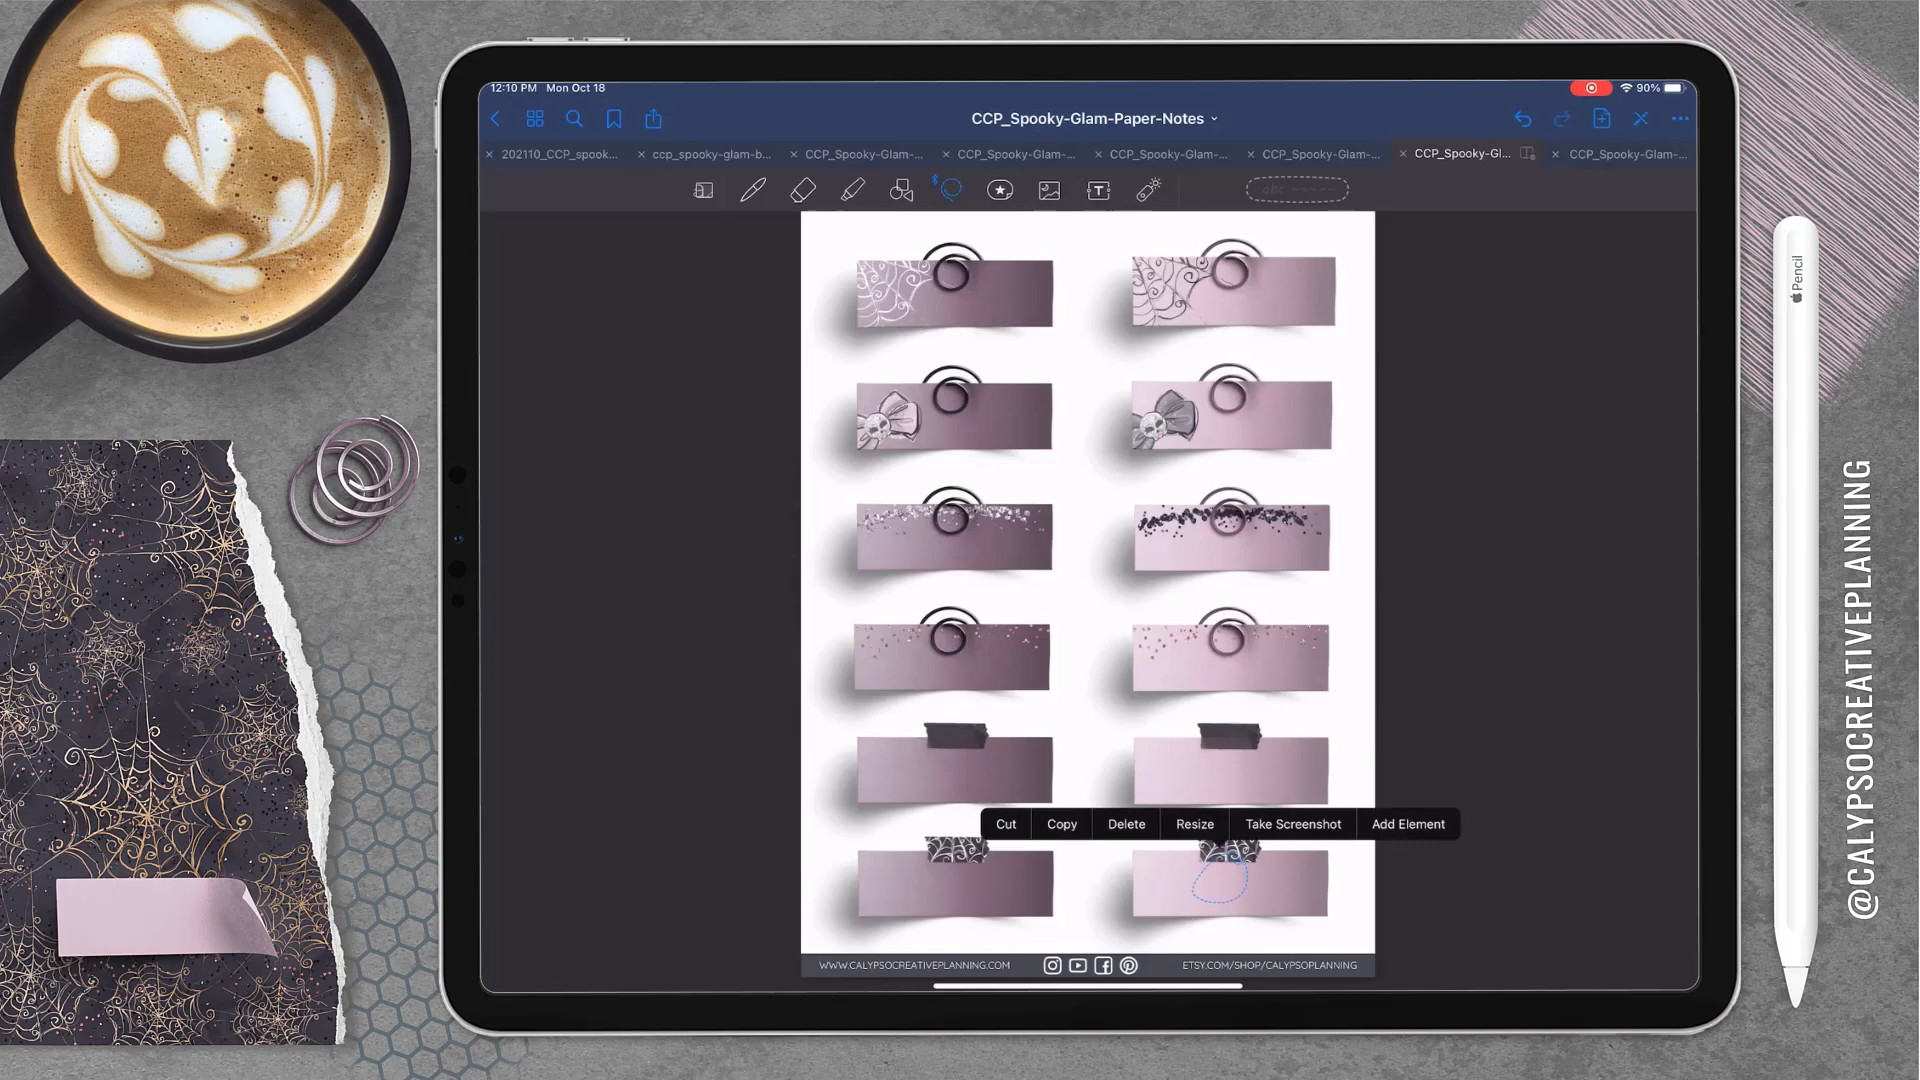 12:10 PM Mon Oct 18
90%
CCP_Spooky-Glam-Paper-Notes
202110_CCP_spook...
ccp_spooky-glam-b...
CCP_Spooky-Glam-...
CCP_Spooky-Glam-...
CCP_Spooky-Glam-...
CCP_Spooky-Glam-...
CCP_Spooky-Gl...
CCP_Spooky-Glam-...
abc
Cut
Copy
Delete
Resize
Take Screenshot
Add Element
WWW.CALYPSOCREATIVEPLANNING.COM
ETSY.COM/SHOP/CALYPSOPLANNING
Pencil
@CALYPSOCREATIVEPLANNING